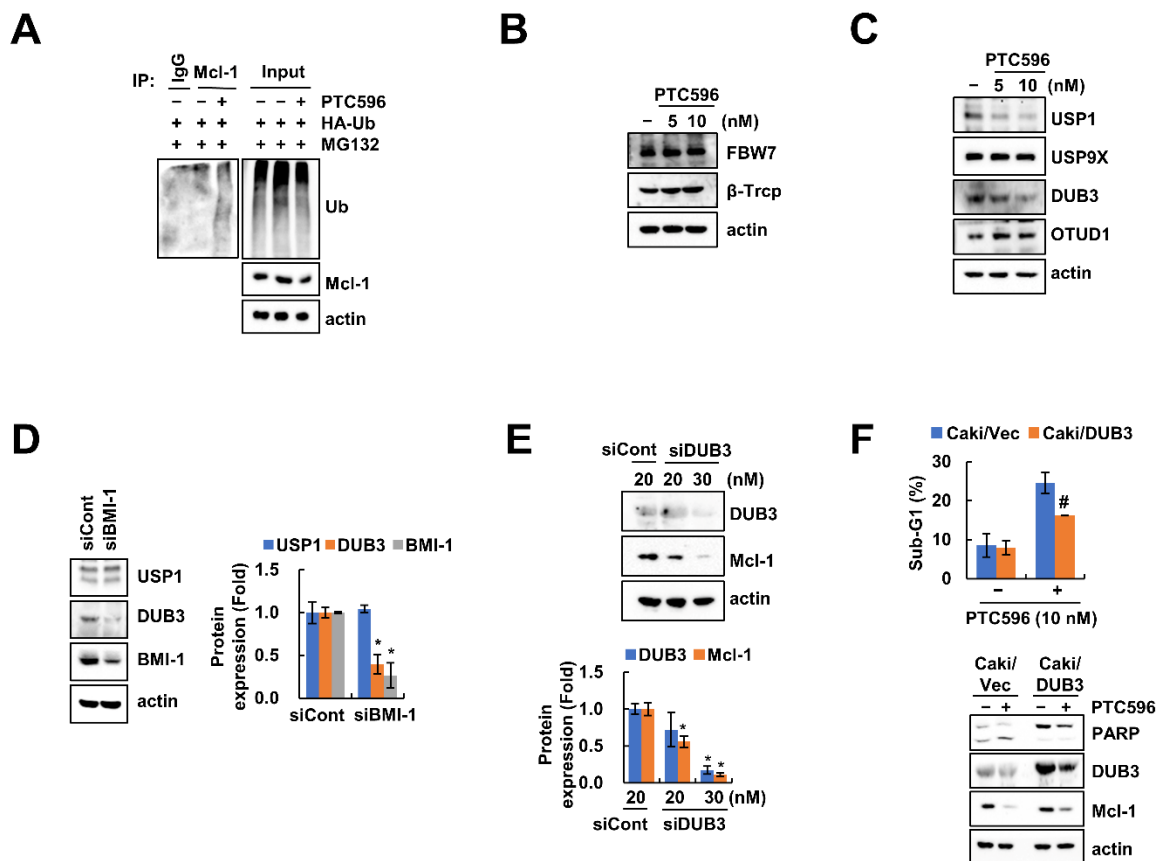 A
IP: IgG Mcl-1 Input
− − + − − + PTC596
+ + + + + + HA-Ub
+ + + + + + MG132
Ub
Mcl-1
actin
B
PTC596
− 5 10 (nM)
FBW7
β-Trcp
actin
C
PTC596
− 5 10 (nM)
USP1
USP9X
DUB3
OTUD1
actin
D
siCont siBMI-1
USP1
DUB3
BMI-1
actin
USP1 DUB3 BMI-1
Protein expression (Fold)
1.5
1.0
0.5
0.0
* *
siCont siBMI-1
E
siCont siDUB3
20 20 30 (nM)
DUB3
Mcl-1
actin
DUB3 Mcl-1
Protein expression (Fold)
1.5
1.0
0.5
0.0
* * *
20 20 30 (nM)
siCont siDUB3
F
Caki/Vec Caki/DUB3
Sub-G1 (%)
30
20
10
0
#
− +
PTC596 (10 nM)
Caki/ Caki/
Vec DUB3
− + − + PTC596
PARP
DUB3
Mcl-1
actin